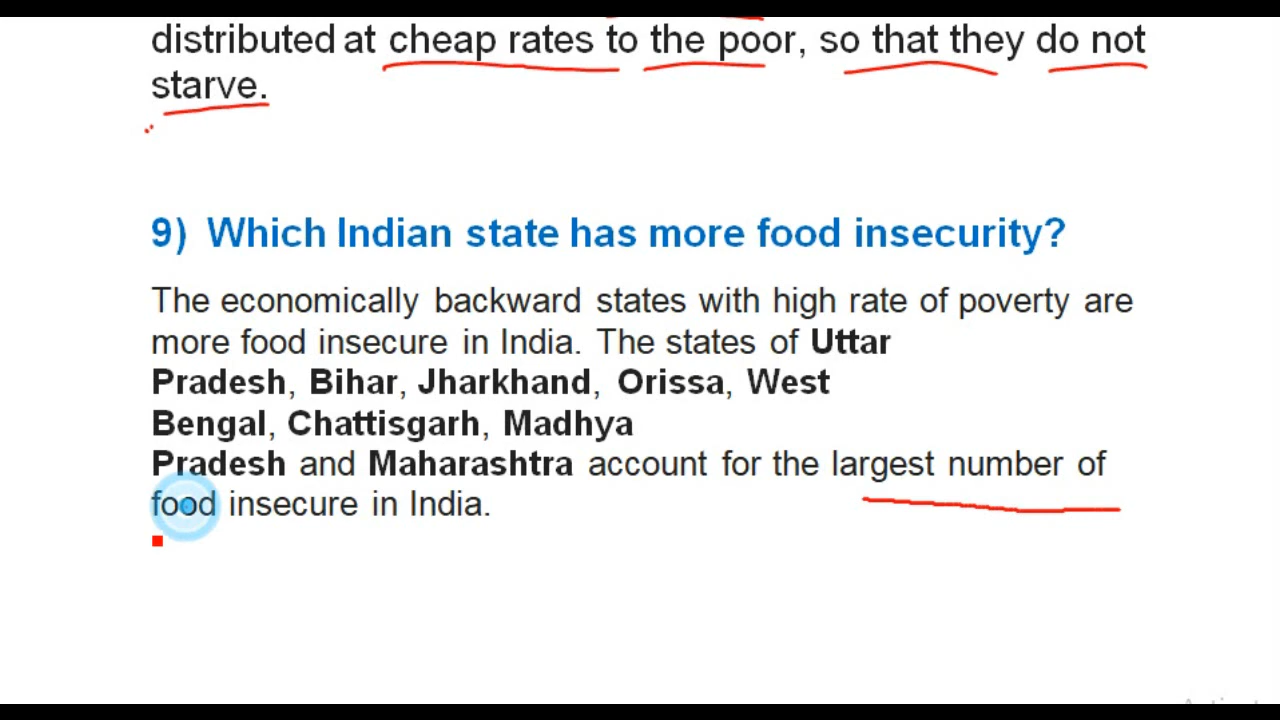 distributed at cheap rates to the poor, so that they do not
starve.
9) Which Indian state has more food insecurity?
The economically backward states with high rate of poverty are
more food insecure in India. The states of Uttar
Pradesh, Bihar, Jharkhand, Orissa, West
Bengal, Chattisgarh, Madhya
Pradesh and Maharashtra account for the largest number of
food insecure in India.